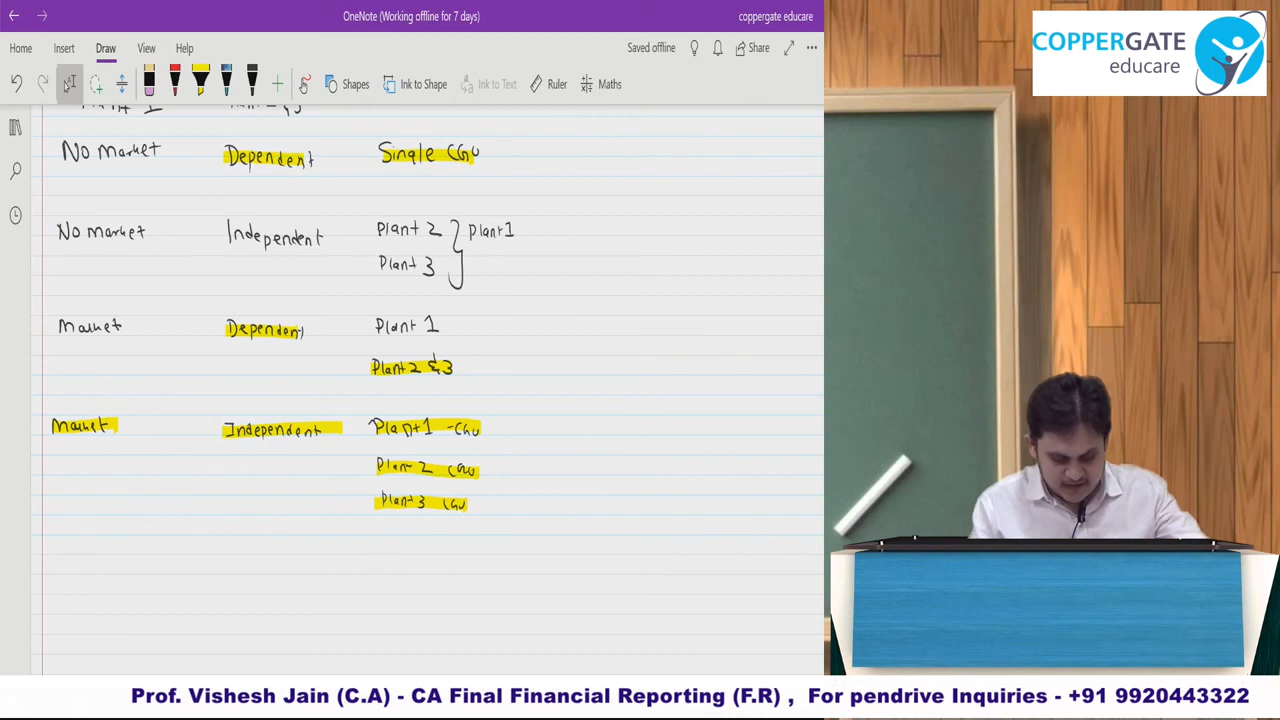 OneNote (Working offline for 7 days)
coppergate educare
Home Insert Draw View Help
Saved offline
Share
Shapes
Ink to Shape
Ink to Text
Ruler
Maths
COPPERGATE
educare
No market Dependent Single CGU
No market Independent Plant 2 Plant 1
Plant 3
Market Dependent Plant 1
Plant 2 & 3
Market Independent Plant 1 - CGU
Plant 2 CGU
Plant 3 CGU
Prof. Vishesh Jain (C.A) - CA Final Financial Reporting (F.R) , For pendrive Inquiries - +91 9920443322